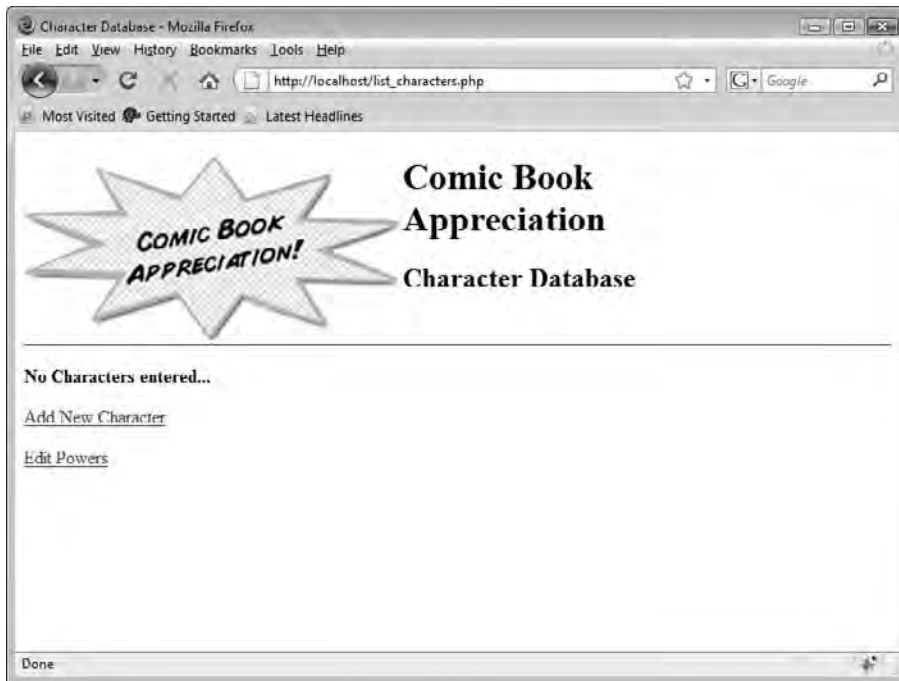 Character Database - Mozilla Firefox
File Edit View History Bookmarks Tools Help
http://localhost/list_characters.php
G Google
Most Visited Getting Started Latest Headlines
COMIC BOOK
APPRECIATION!
Comic Book
Appreciation
Character Database
No Characters entered...
Add New Character
Edit Powers
Done